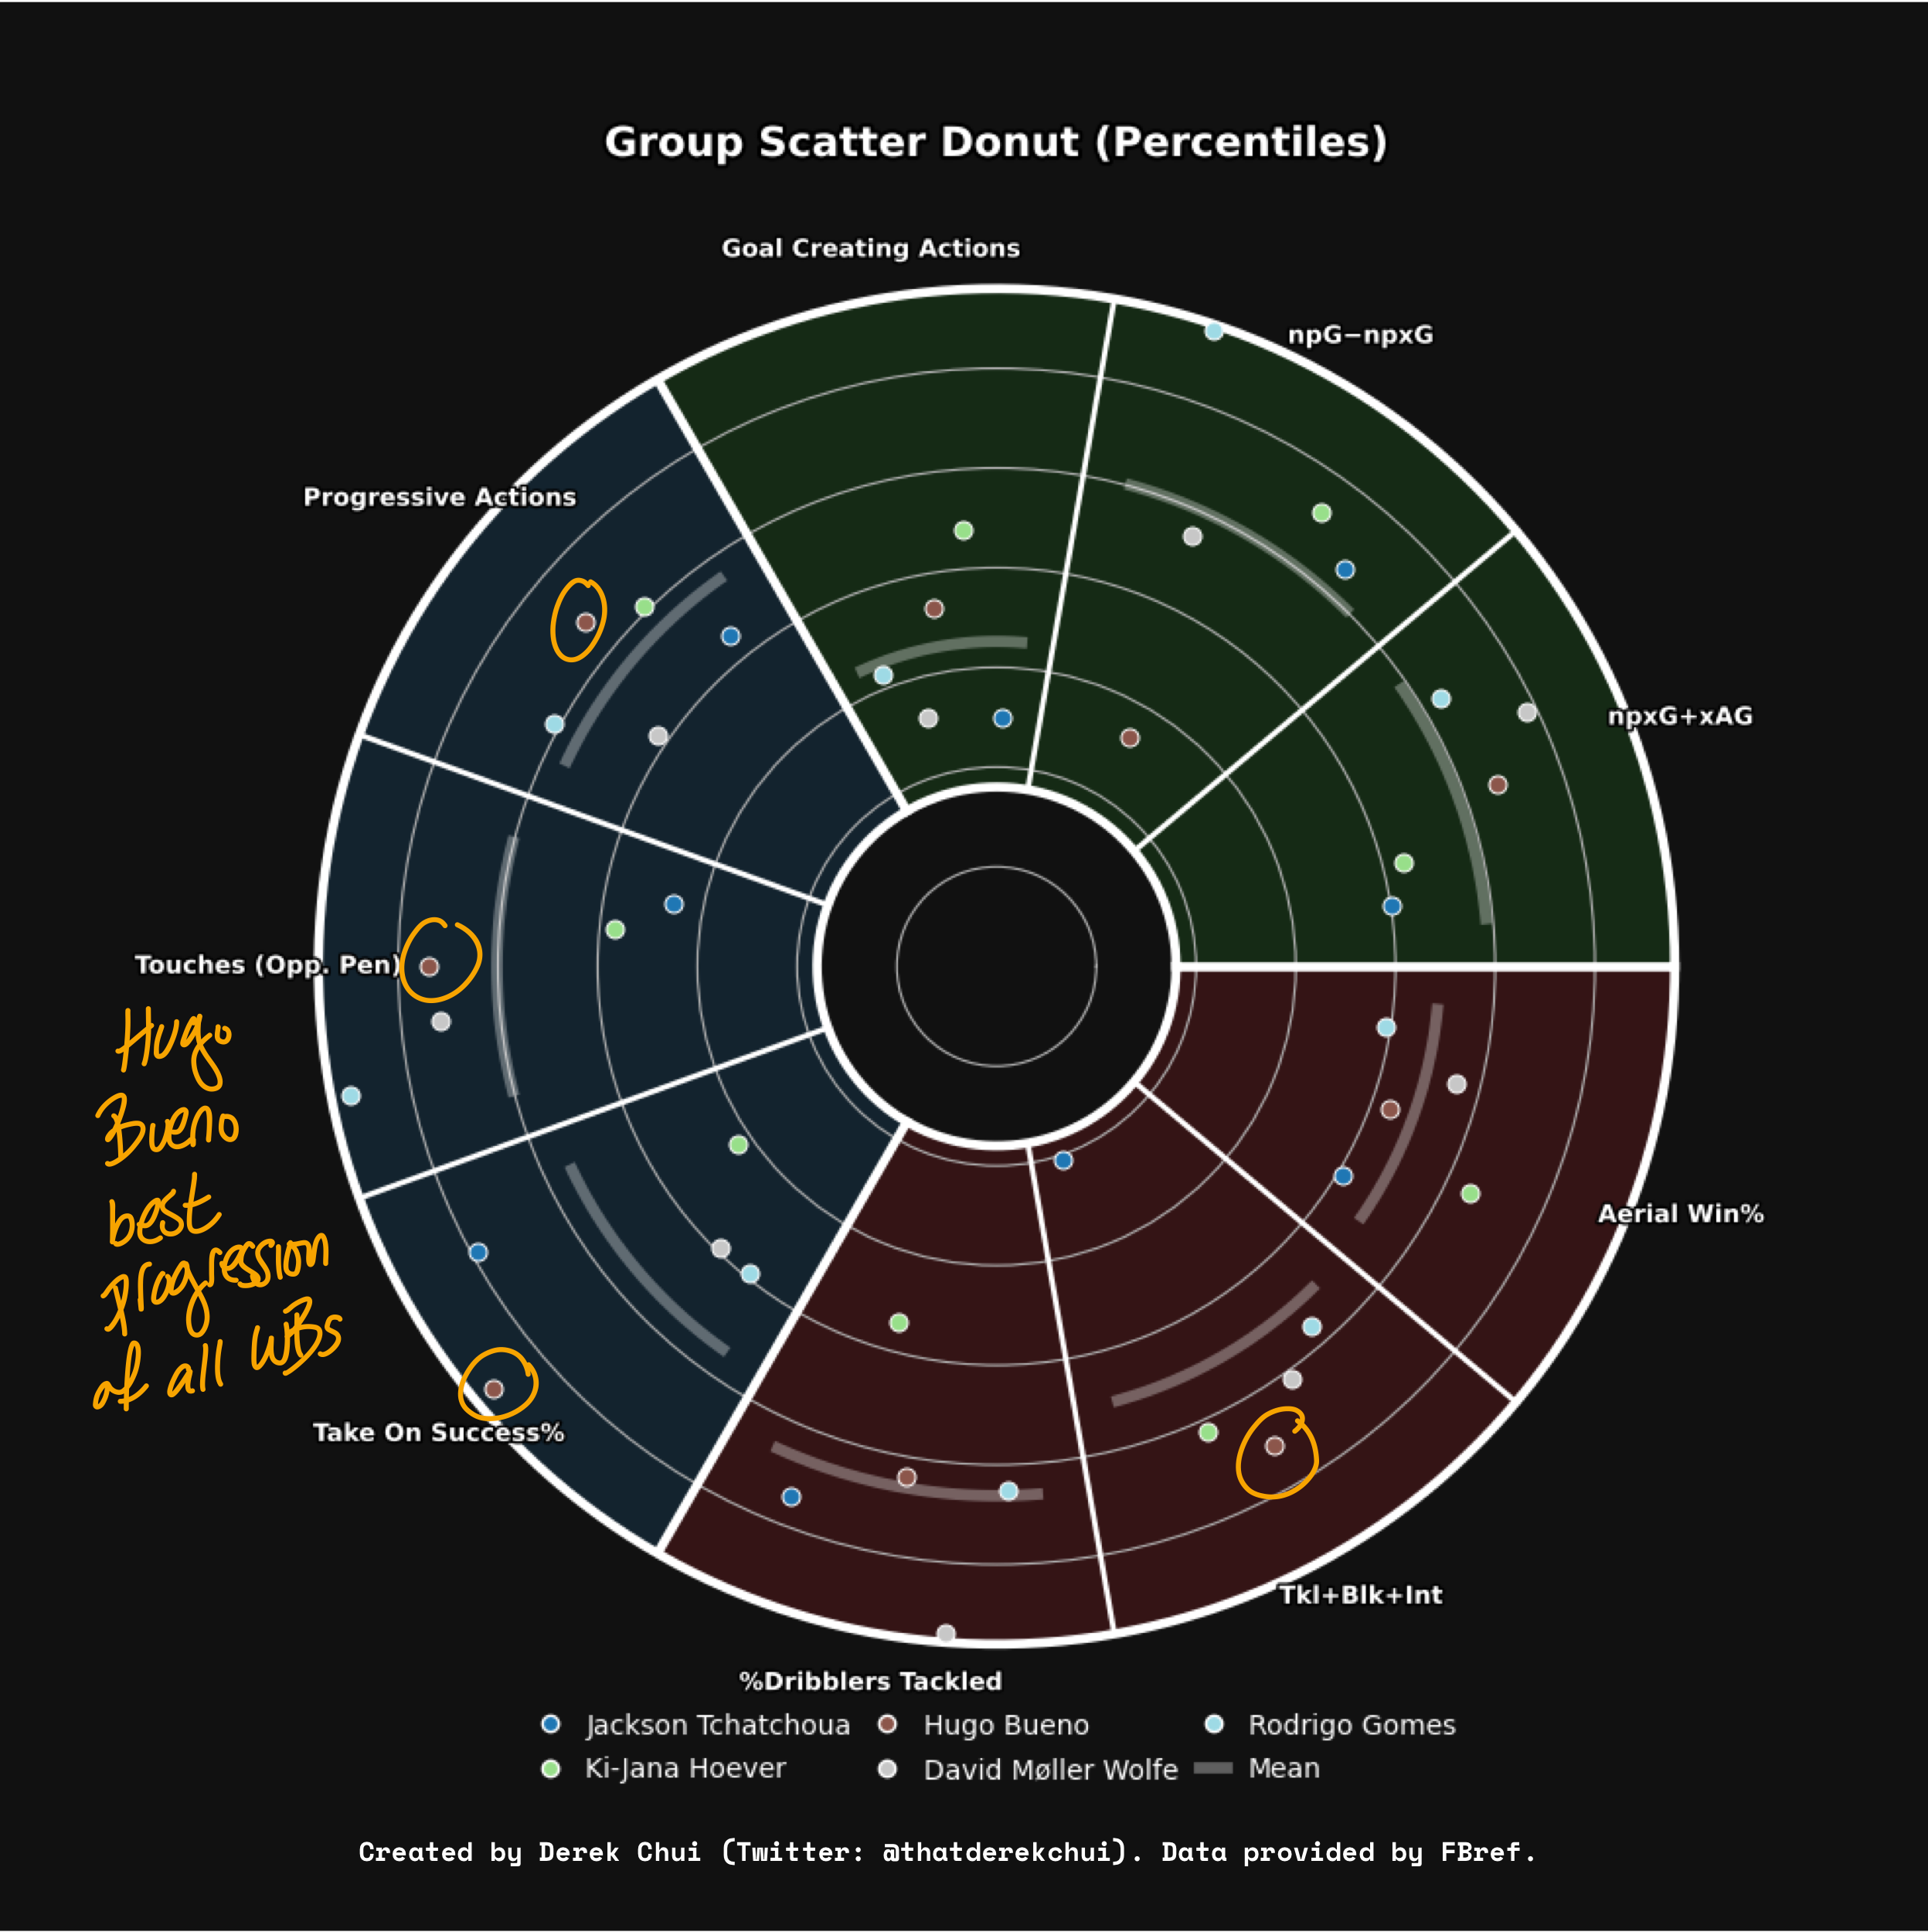 Group Scatter Donut (Percentiles)
Goal Creating Actions
npG−npxG
Progressive Actions
npxG+xAG
Touches (Opp. Pen)
Hugo
Bueno
best
progression
of all WBs
Aerial Win%
Take On Success%
Tkl+Blk+Int
%Dribblers Tackled
Jackson Tchatchoua Hugo Bueno Rodrigo Gomes
Ki-Jana Hoever David Møller Wolfe Mean
Created by Derek Chui (Twitter: @thatderekchui). Data provided by FBref.